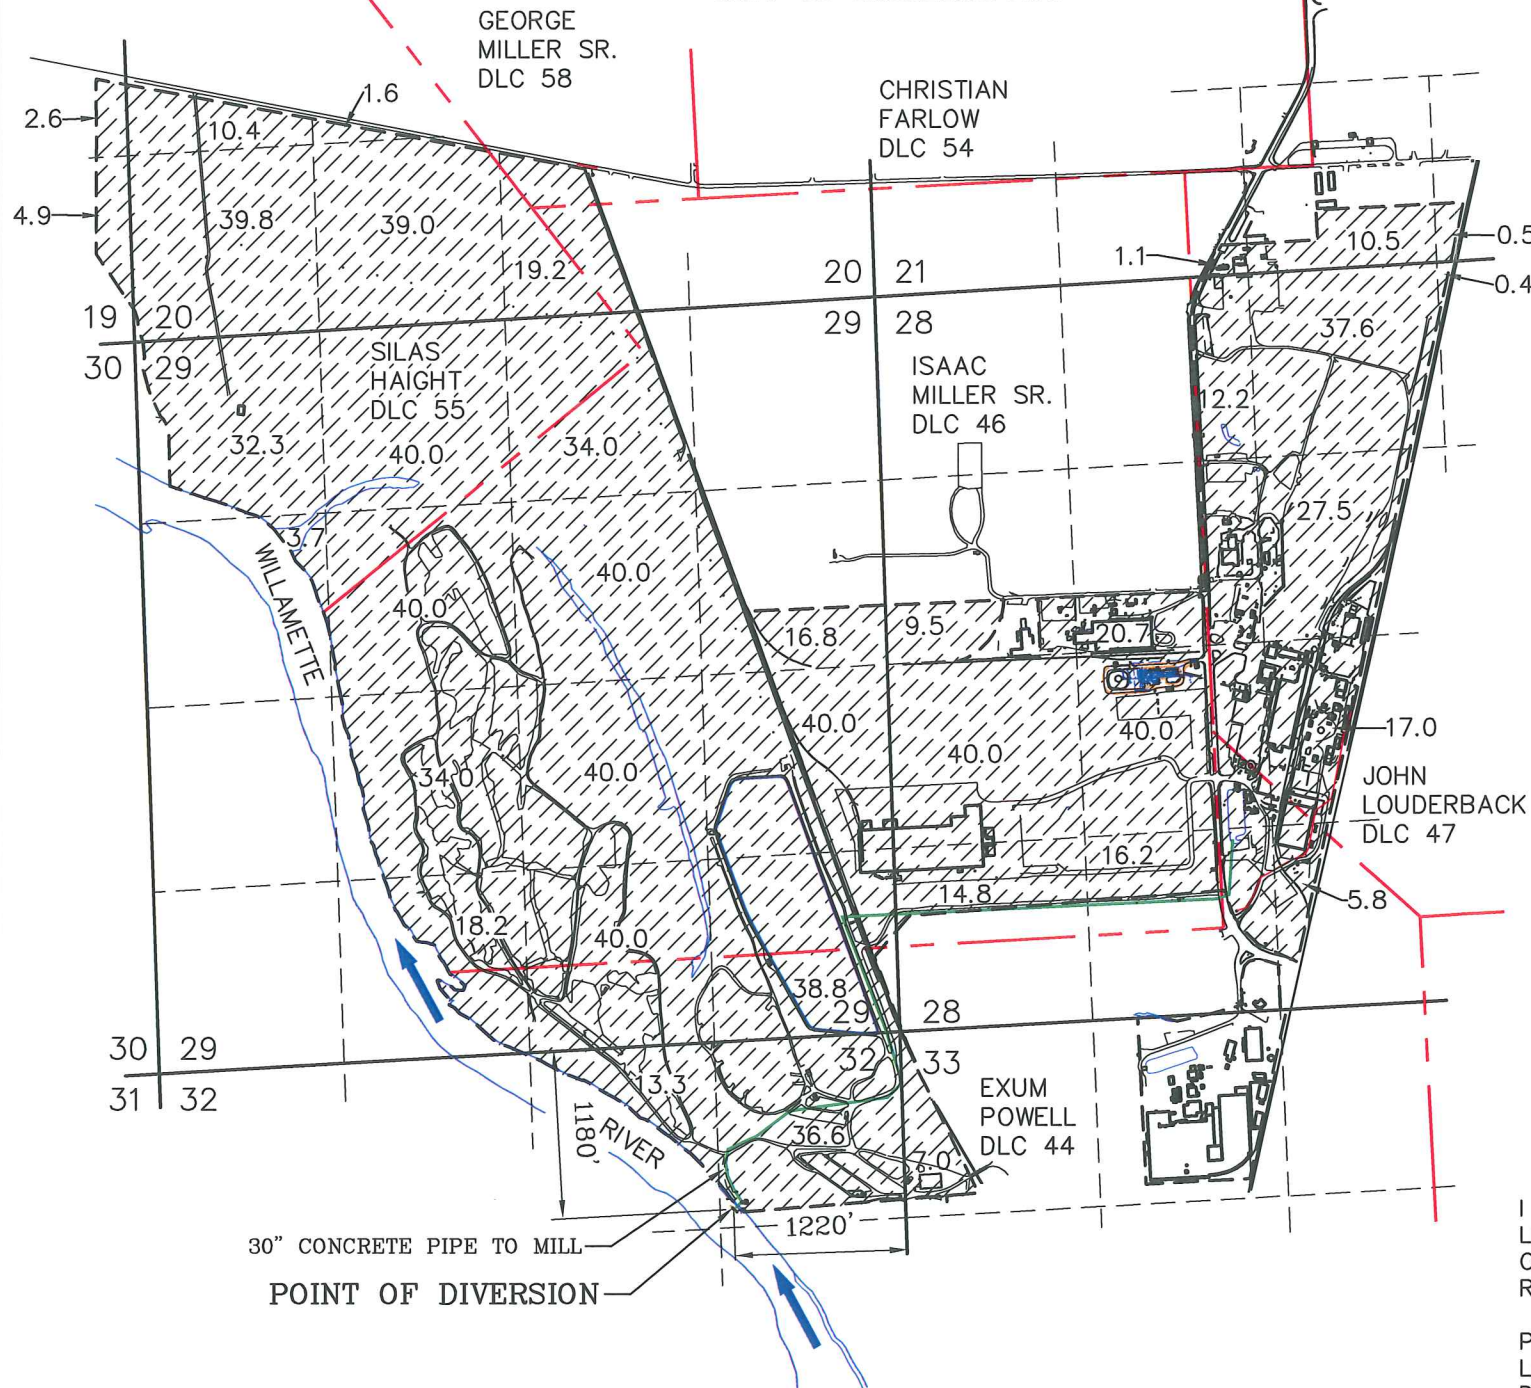 GEORGE
MILLER SR.
DLC 58
CHRISTIAN
FARLOW
DLC 54
1.6
2.6
10.4
4.9
39.8
39.0
19.2
10.5
0.5
1.1
0.4
20 21
29 28
19 20
30 29
37.6
SILAS
HAIGHT
DLC 55
ISAAC
MILLER SR.
DLC 46
12.2
32.3
40.0
34.0
27.5
3.7
WILLAMETTE
40.0
40.0
16.8
9.5
20.7
40.0
40.0
40.0
17.0
34.0
40.0
JOHN
LOUDERBACK
DLC 47
16.2
14.8
5.8
18.2
40.0
38.8
29 28
32 33
30 29
31 32
13.3
1180'
RIVER
36.6
7.0
EXUM
POWELL
DLC 44
1220'
30" CONCRETE PIPE TO MILL
POINT OF DIVERSION